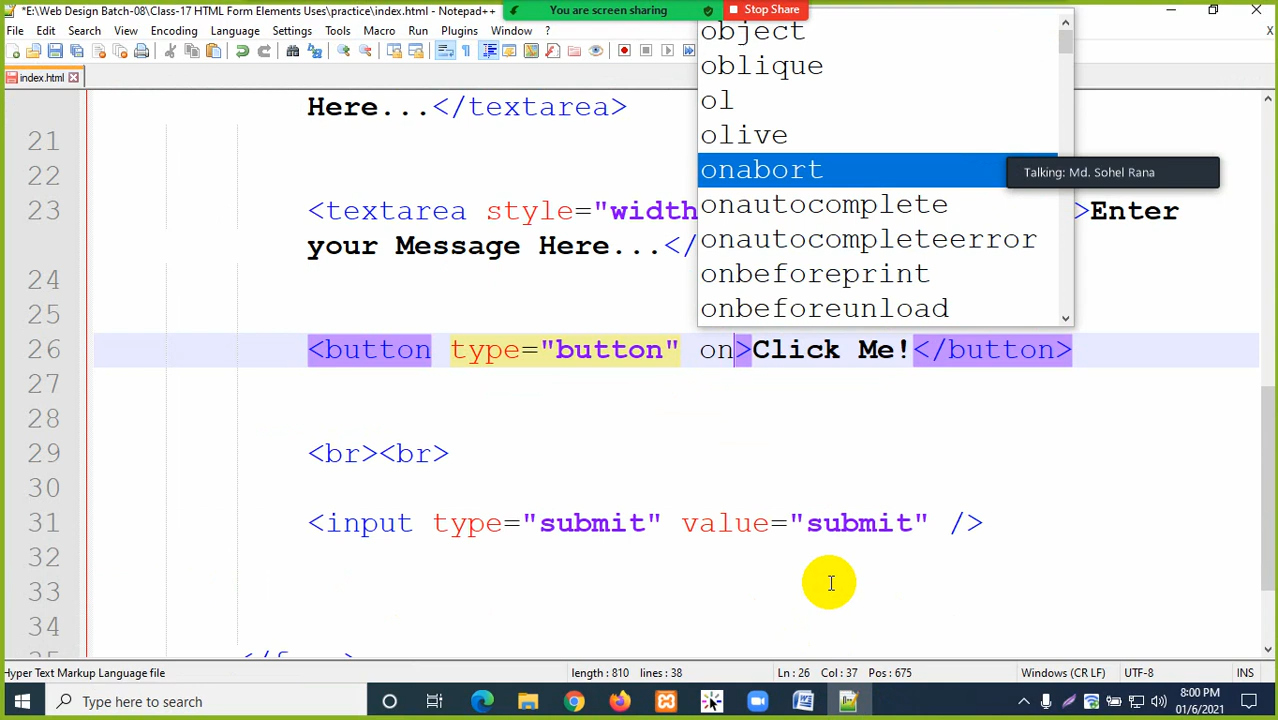 *E:\Web Design Batch-08\Class-17 HTML Form Elements Uses\practice\index.html - Notepad++
You are screen sharing
Stop Share
File Edit Search View Encoding Language Settings Tools Macro Run Plugins Window ? X
index.html
object
oblique
ol
olive
onabort
onautocomplete
onautocompleteerror
onbeforeprint
onbeforeunload
Talking: Md. Sohel Rana
Here...</textarea>
21
22
23 <textarea style="width >Enter
your Message Here...</
24
25
26 <button type="button" on>Click Me!</button>
27
28
29 <br><br>
30
31 <input type="submit" value="submit" />
32
33
34
Hyper Text Markup Language file length : 810 lines : 38 Ln : 26 Col : 37 Pos : 675 Windows (CR LF) UTF-8 INS
Type here to search
8:00 PM
01/6/2021